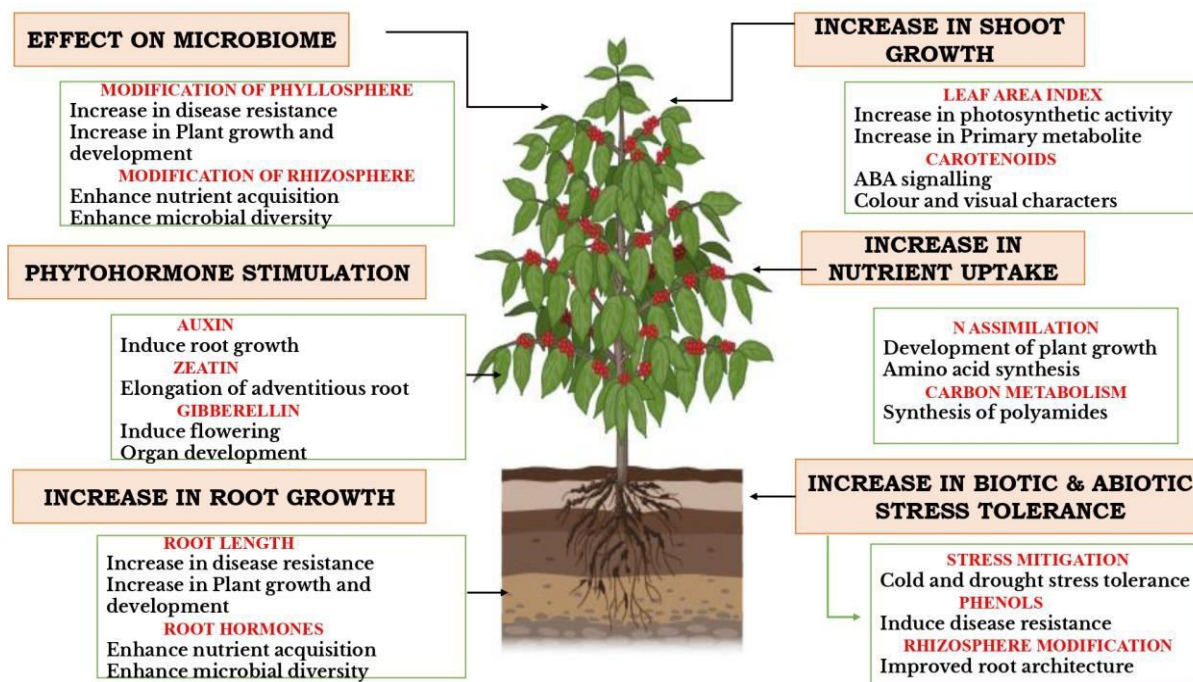 EFFECT ON MICROBIOME
MODIFICATION OF PHYLLOSPHERE
Increase in disease resistance
Increase in Plant growth and
development
MODIFICATION OF RHIZOSPHERE
Enhance nutrient acquisition
Enhance microbial diversity
PHYTOHORMONE STIMULATION
AUXIN
Induce root growth
ZEATIN
Elongation of adventitious root
GIBBERELLIN
Induce flowering
Organ development
INCREASE IN ROOT GROWTH
ROOT LENGTH
Increase in disease resistance
Increase in Plant growth and
development
ROOT HORMONES
Enhance nutrient acquisition
Enhance microbial diversity
INCREASE IN SHOOT
GROWTH
LEAF AREA INDEX
Increase in photosynthetic activity
Increase in Primary metabolite
CAROTENOIDS
ABA signalling
Colour and visual characters
INCREASE IN
NUTRIENT UPTAKE
N ASSIMILATION
Development of plant growth
Amino acid synthesis
CARBON METABOLISM
Synthesis of polyamides
INCREASE IN BIOTIC & ABIOTIC
STRESS TOLERANCE
STRESS MITIGATION
Cold and drought stress tolerance
PHENOLS
Induce disease resistance
RHIZOSPHERE MODIFICATION
Improved root architecture